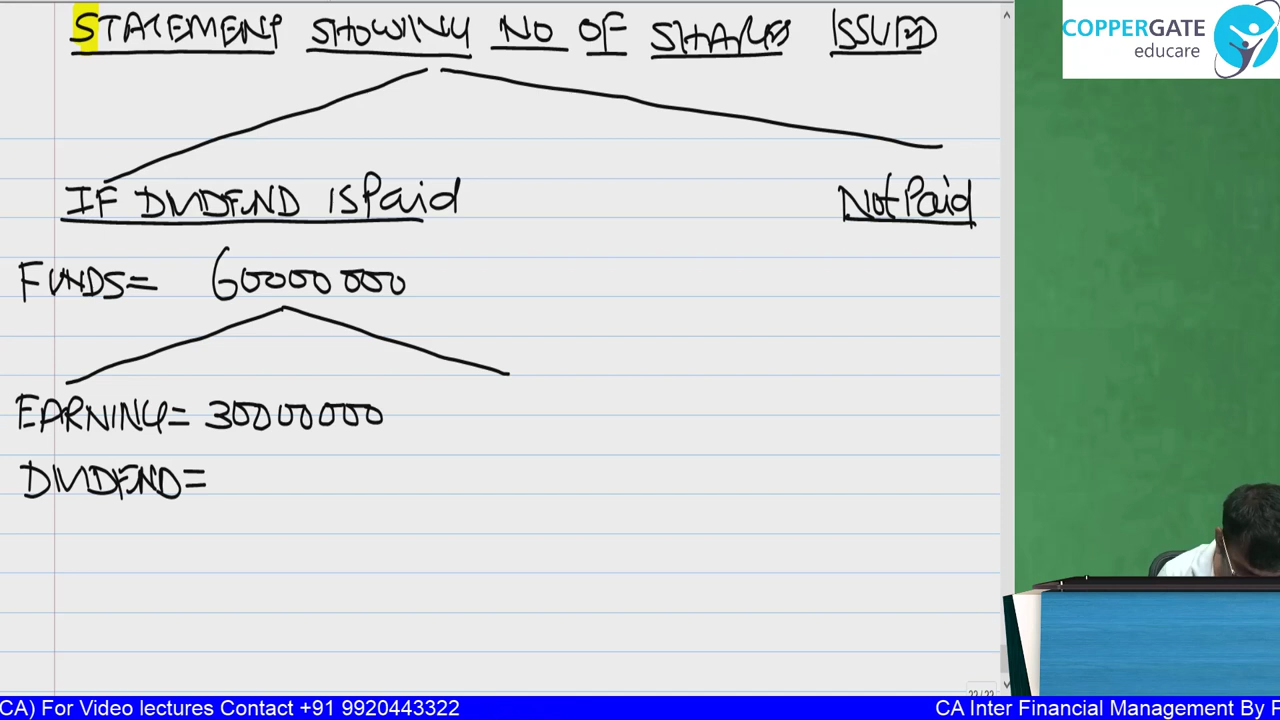 STATEMENT SHOWING NO OF SHARES ISSUED
COPPERGATE
educare
IF DIVIDEND IS Paid
Not Paid
FUNDS= 60000000
EARNING= 30000000
DIVIDEND=
CA) For Video lectures Contact +91 9920443322
CA Inter Financial Management By